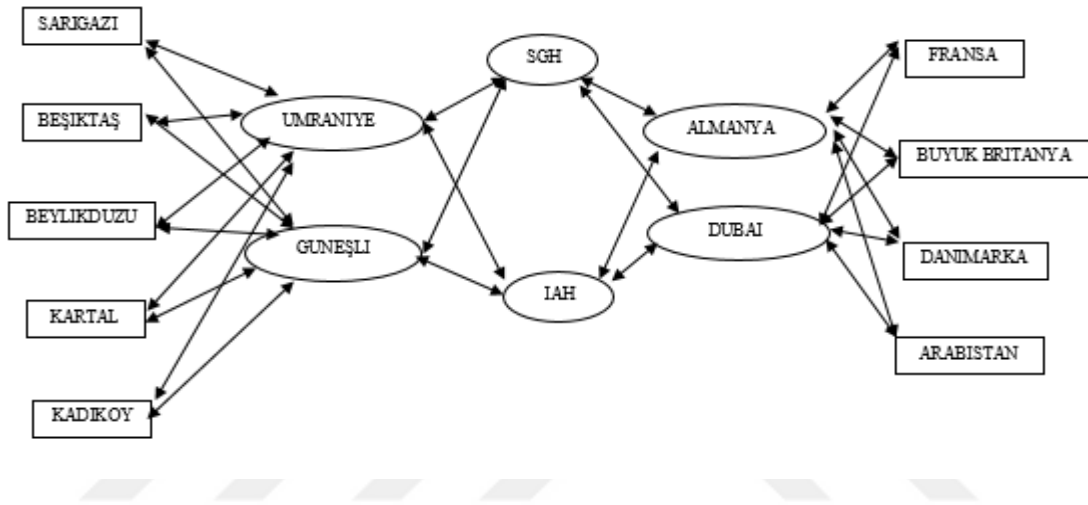 SARIGAZI
BEŞIKTAŞ
BEYLIKDUZU
KARTAL
KADIKOY
UMRANIYE
GUNEŞLI
SGH
IAH
ALMANYA
DUBAI
FRANSA
BUYUK BRITANYA
DANIMARKA
ARABISTAN